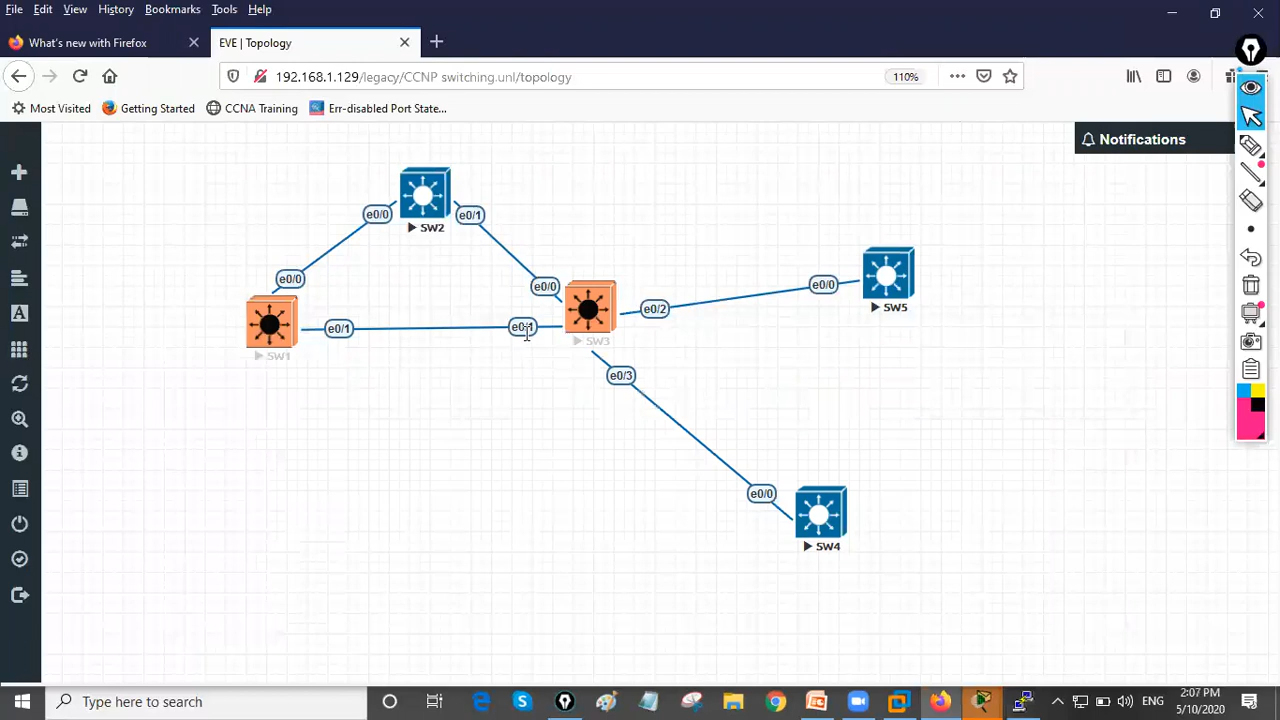 File Edit View History Bookmarks Tools Help
What's new with Firefox
EVE | Topology
192.168.1.129/legacy/CCNP switching.unl/topology
110%
Most Visited
Getting Started
CCNA Training
Err-disabled Port State...
Notifications
SW2
e0/0
e0/1
e0/0
e0/0
SW1
e0/1
SW3
e0/2
e0/0
SW5
e0/3
e0/0
SW4
Type here to search
ENG
2:07 PM
5/10/2020